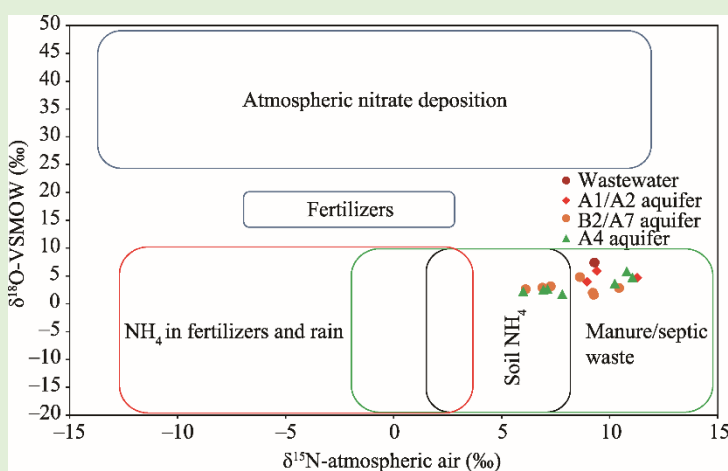 50
45
40
35
30
25
20
15
10
5
0
−5
−10
−15
−20
δ¹⁸O-VSMOW (‰)
Atmospheric nitrate deposition
Fertilizers
Wastewater
A1/A2 aquifer
B2/A7 aquifer
A4 aquifer
NH₄ in fertilizers and rain
Soil NH₄
Manure/septic
waste
−15
−10
−5
0
5
10
15
δ¹⁵N-atmospheric air (‰)